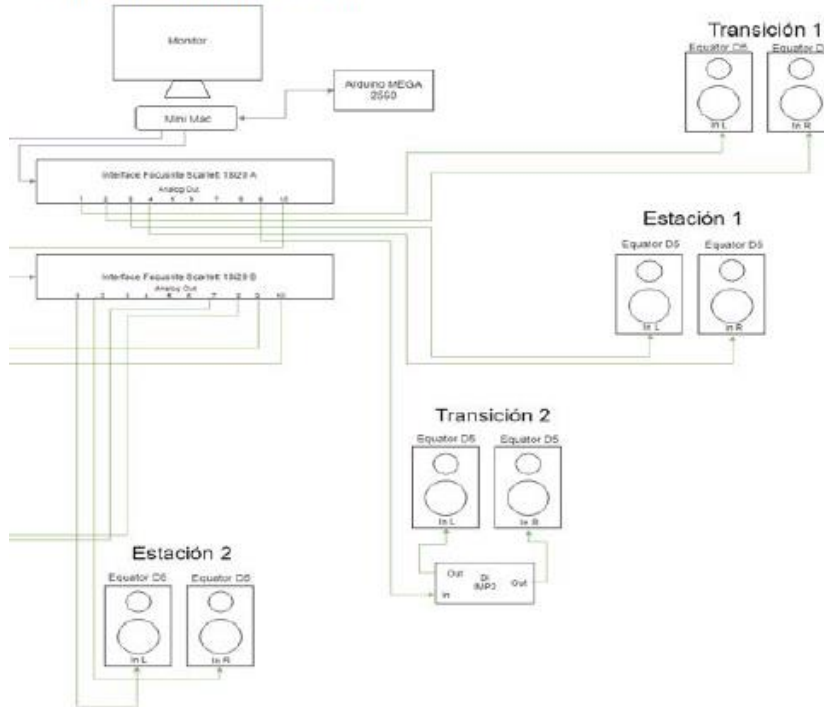 Monitor
Arduino MEGA
2560
Mini Mac
Interface Focusrite Scarlett 18i20 A
Analog Out
1 2 3 4 5 6 7 8 9 10
Interface Focusrite Scarlett 18i20 B
Analog Out
1 2 3 4 5 6 7 8 9 10
Transición 1
Equator D5 Equator D
In L In R
Estación 1
Equator D5 Equator D5
In L In R
Transición 2
Equator D5 Equator D5
In L In R
Out DI Out
In IMP2
Estación 2
Equator D5 Equator D5
In L In R